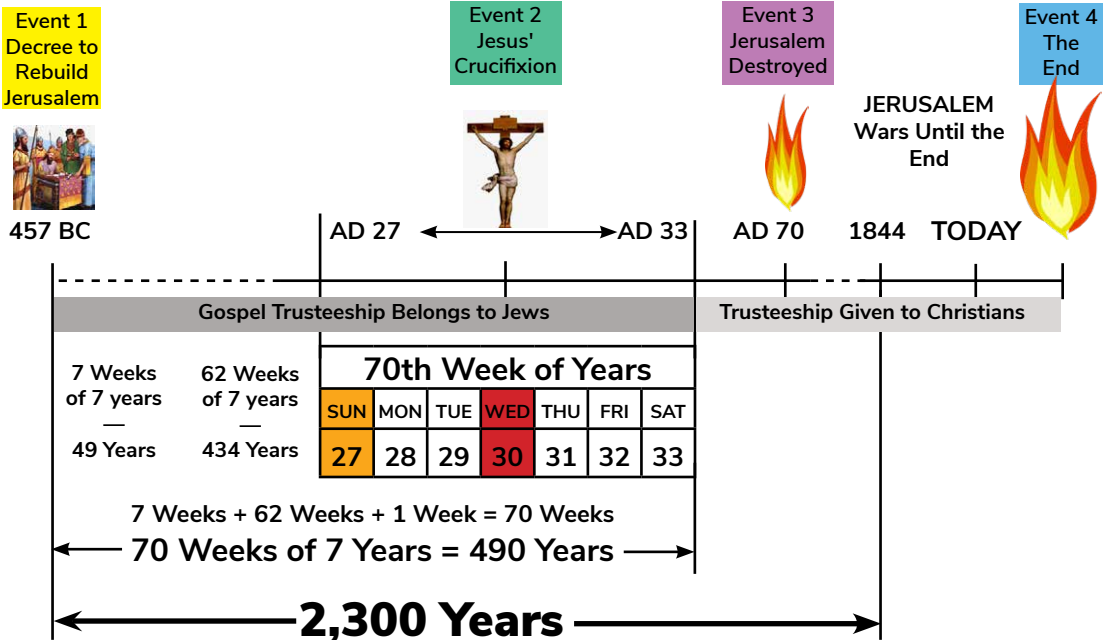 Event 1
Decree to
Rebuild
Jerusalem
Event 2
Jesus'
Crucifixion
Event 3
Jerusalem
Destroyed
Event 4
The
End
JERUSALEM
Wars Until the
End
457 BC
AD 27
AD 33
AD 70
1844
TODAY
Gospel Trusteeship Belongs to Jews
Trusteeship Given to Christians
7 Weeks
of 7 years
—
49 Years
62 Weeks
of 7 years
—
434 Years
70th Week of Years
SUN MON TUE WED THU FRI SAT
27 28 29 30 31 32 33
7 Weeks + 62 Weeks + 1 Week = 70 Weeks
70 Weeks of 7 Years = 490 Years
2,300 Years